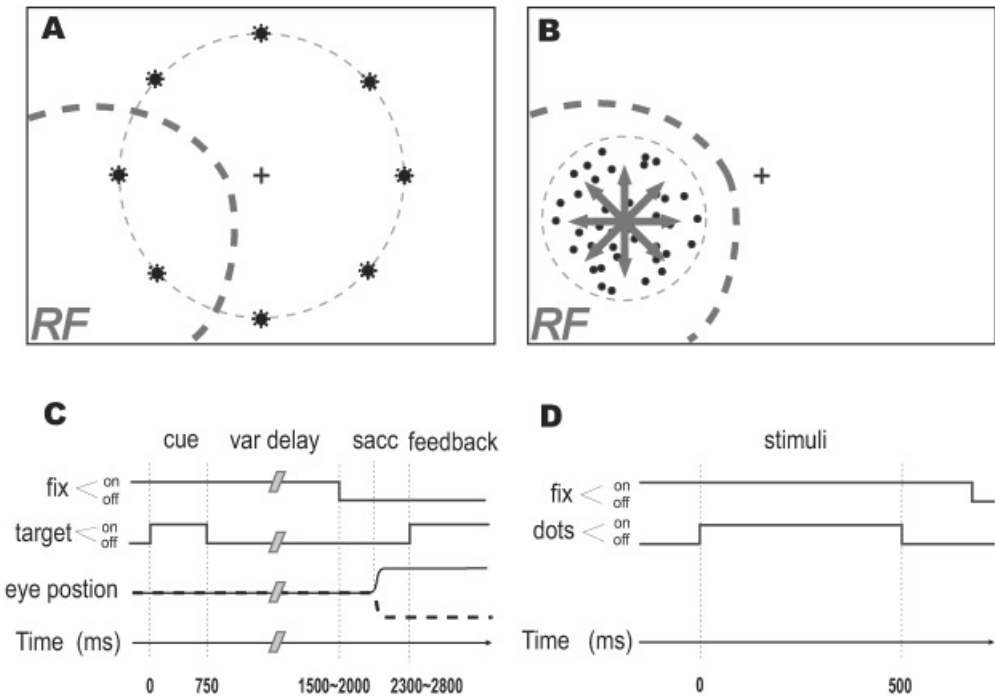 A
RF
B
RF
C
cue var delay sacc feedback
fix on
off
target on
off
eye postion
Time (ms)
0 750 1500~2000 2300~2800
D
stimuli
fix on
off
dots on
off
Time (ms)
0 500